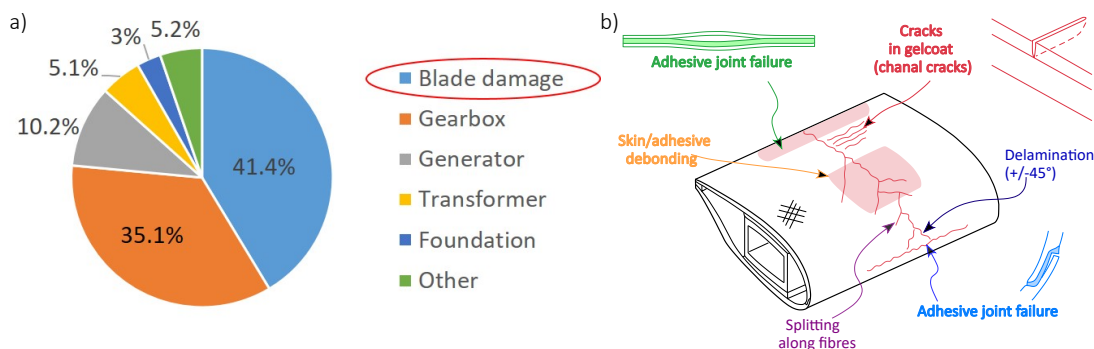 a)
5.2%
3%
5.1%
10.2%
41.4%
35.1%
Blade damage
Gearbox
Generator
Transformer
Foundation
Other
b)
Adhesive joint failure
Cracks
in gelcoat
(chanal cracks)
Skin/adhesive
debonding
Delamination
(+/-45°)
Adhesive joint failure
Splitting
along fibres